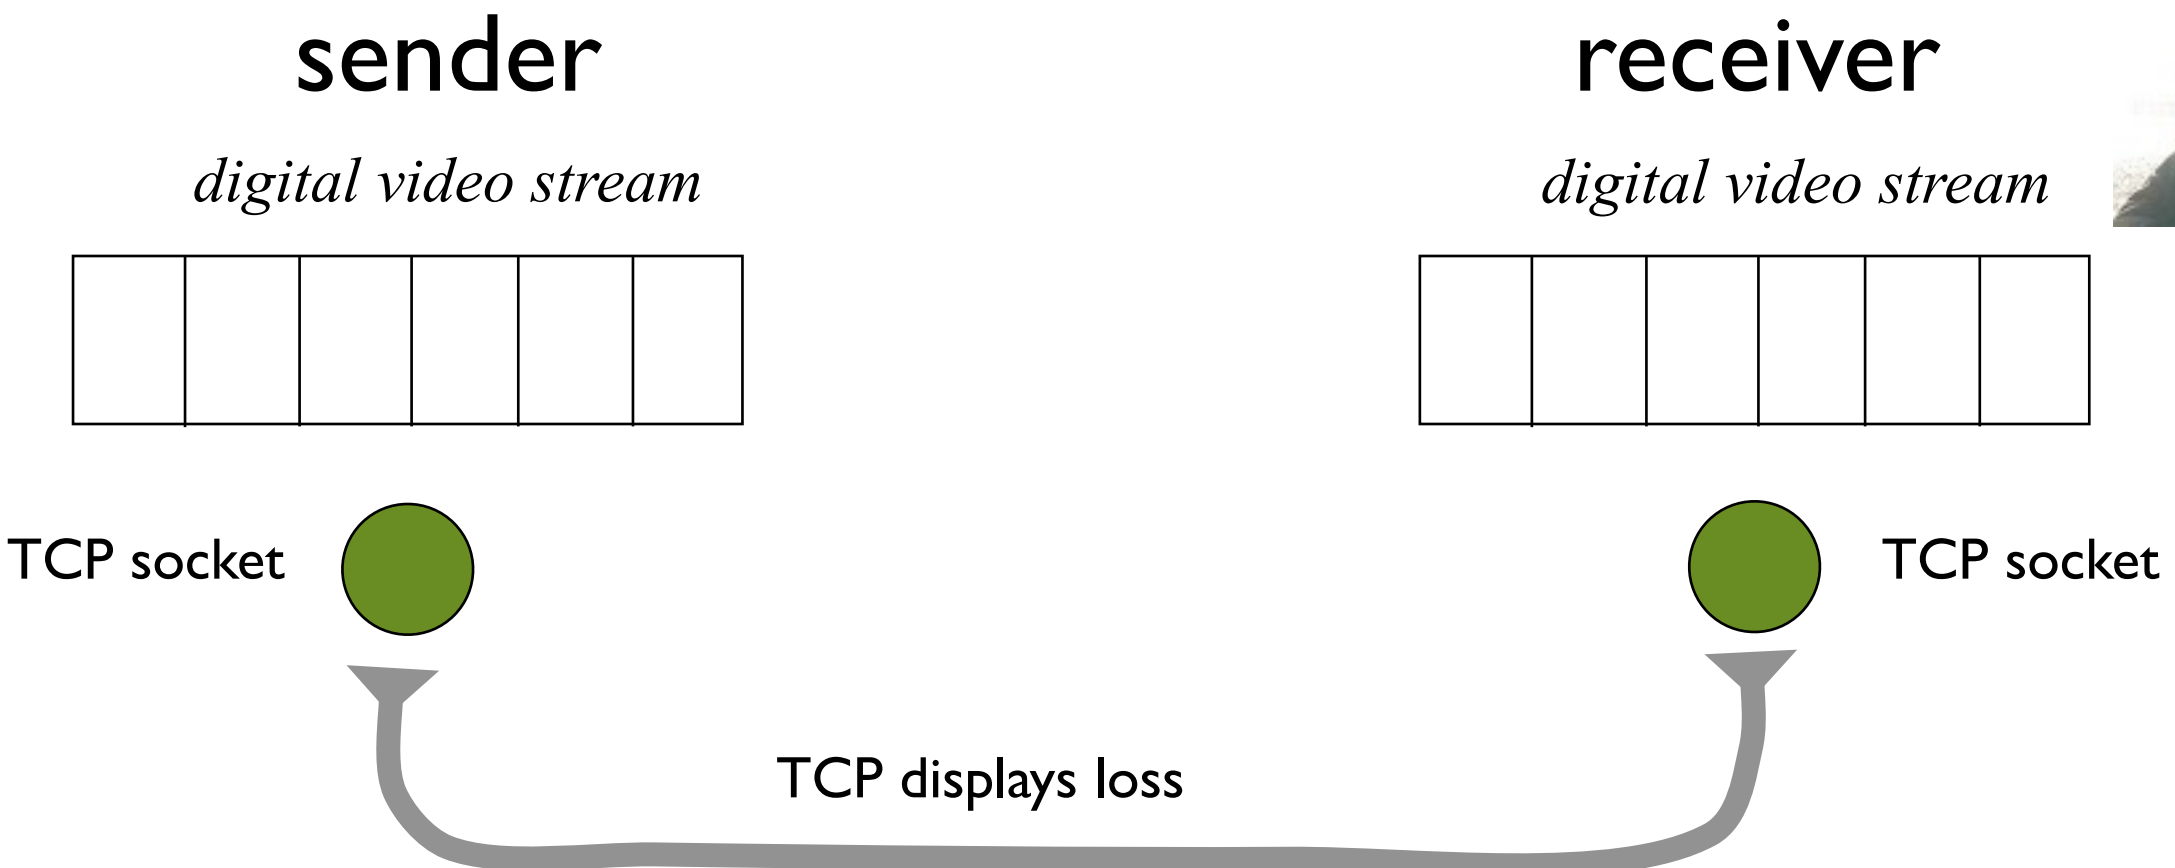 sender
receiver
digital video stream
digital video stream
TCP socket
TCP socket
TCP displays loss